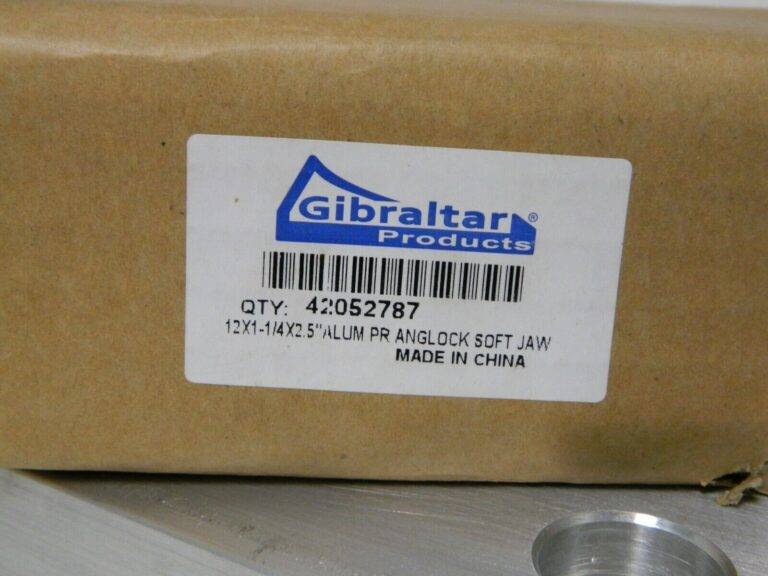 Gibraltar®
Products
QTY: 42052787
12X1-1/4X2.5"ALUM PR ANGLOCK SOFT JAW
MADE IN CHINA